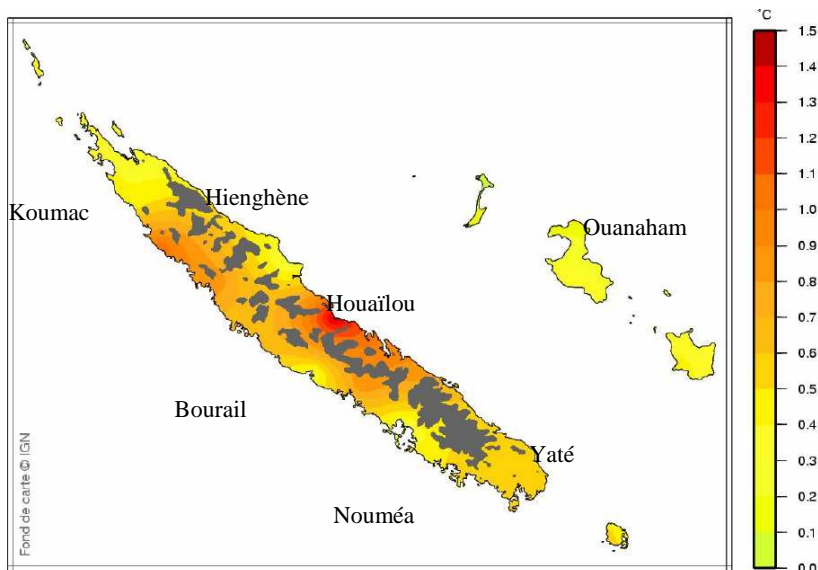 °C
1.5
1.4
1.3
1.2
1.1
1.0
0.9
0.8
0.7
0.6
0.5
0.4
0.3
0.2
0.1
0.0
Hienghène
Koumac
Ouanaham
Houaïlou
Bourail
Yaté
Nouméa
Fond de carte © IGN